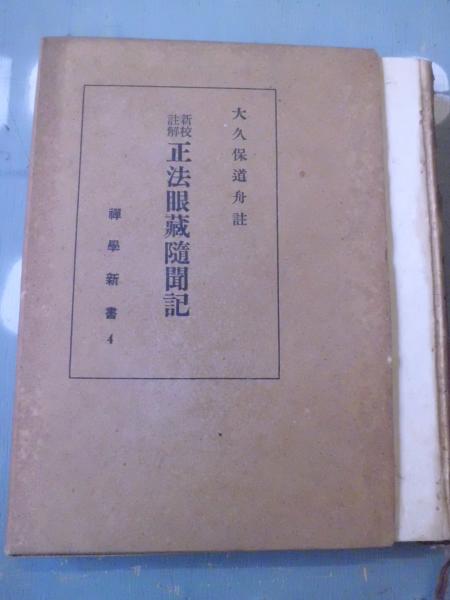 大久保道舟註
新校
註解
正法眼藏隨聞記
禪學新書 4